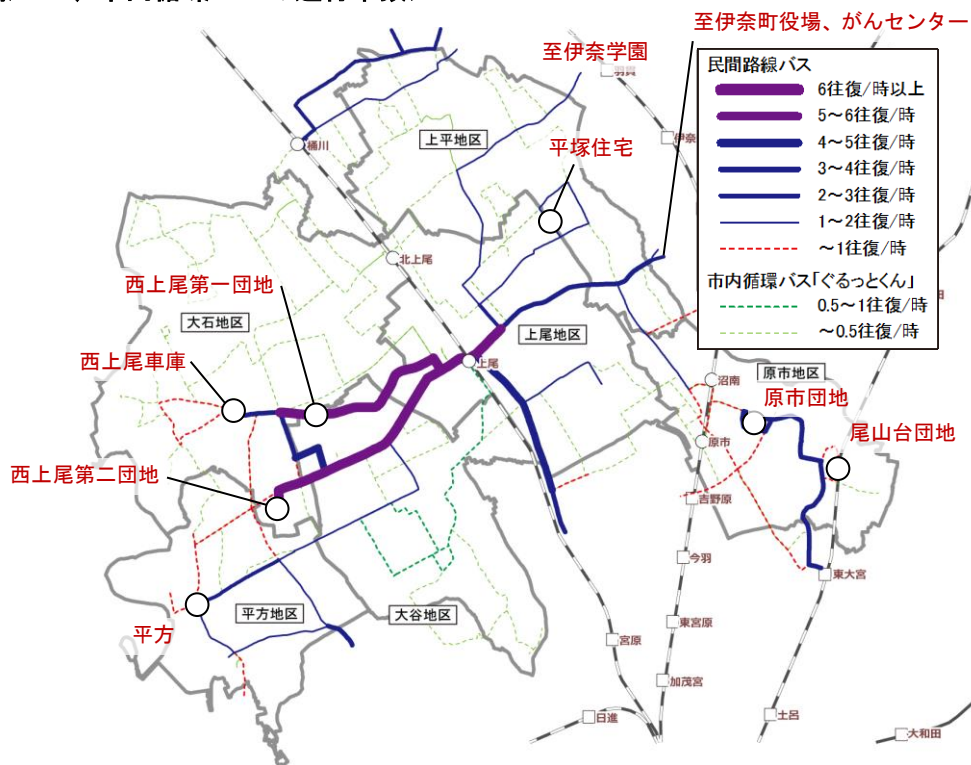 至伊奈町役場、がんセンター
至伊奈学園
羽貫
民間路線バス
6往復/時以上
5～6往復/時
4～5往復/時
3～4往復/時
2～3往復/時
1～2往復/時
～1往復/時
市内循環バス「ぐるっとくん」
0.5～1往復/時
～0.5往復/時
桶川
上平地区
平塚住宅
伊奈
北上尾
西上尾第一団地
大石地区
上尾地区
西上尾車庫
上尾
沼南
原市地区
原市団地
尾山台団地
原市
西上尾第二団地
吉野原
今羽
東大宮
平方地区
大谷地区
平方
東宮原
宮原
加茂宮
日進
土呂
大和田